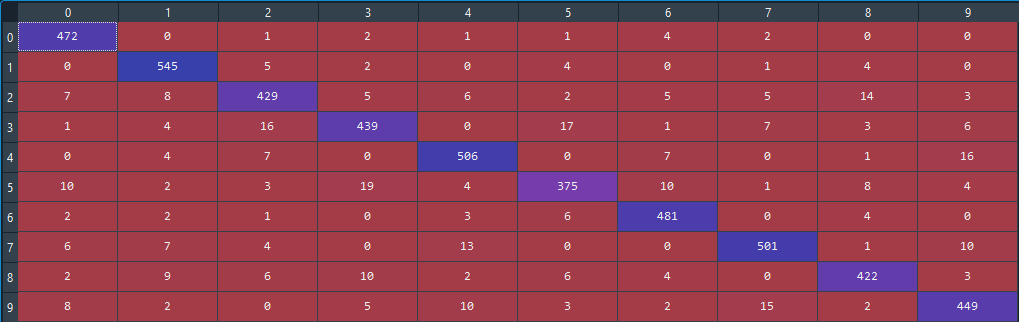 0 1 2 3 4 5 6 7 8 9
0 472 0 1 2 1 1 4 2 0 0
1 0 545 5 2 0 4 0 1 4 0
2 7 8 429 5 6 2 5 5 14 3
3 1 4 16 439 0 17 1 7 3 6
4 0 4 7 0 506 0 7 0 1 16
5 10 2 3 19 4 375 10 1 8 4
6 2 2 1 0 3 6 481 0 4 0
7 6 7 4 0 13 0 0 501 1 10
8 2 9 6 10 2 6 4 0 422 3
9 8 2 0 5 10 3 2 15 2 449